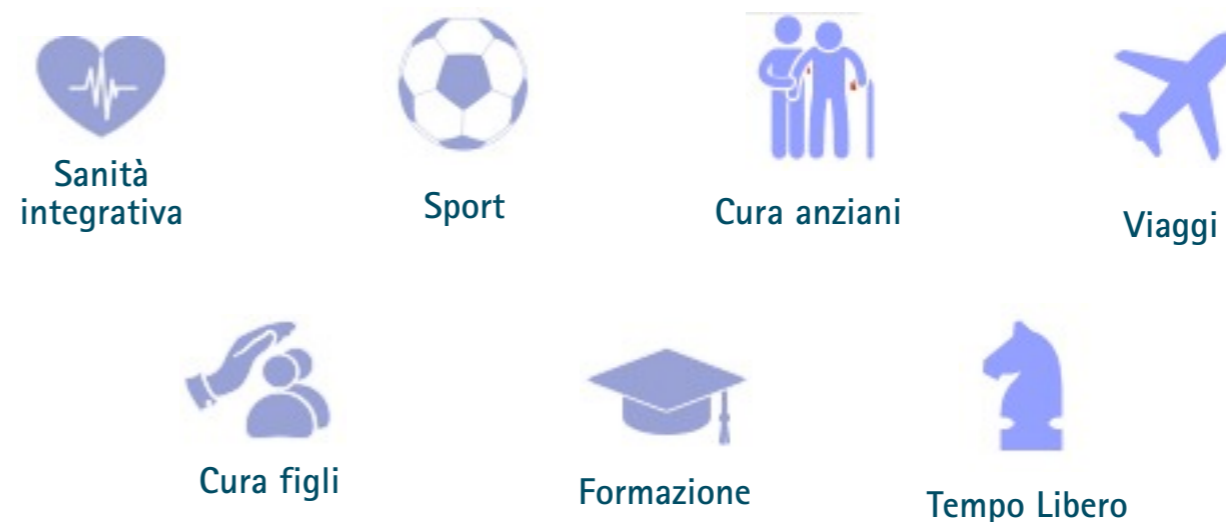 Sanità
integrativa
Sport
Cura anziani
Viaggi
Cura figli
Formazione
Tempo Libero